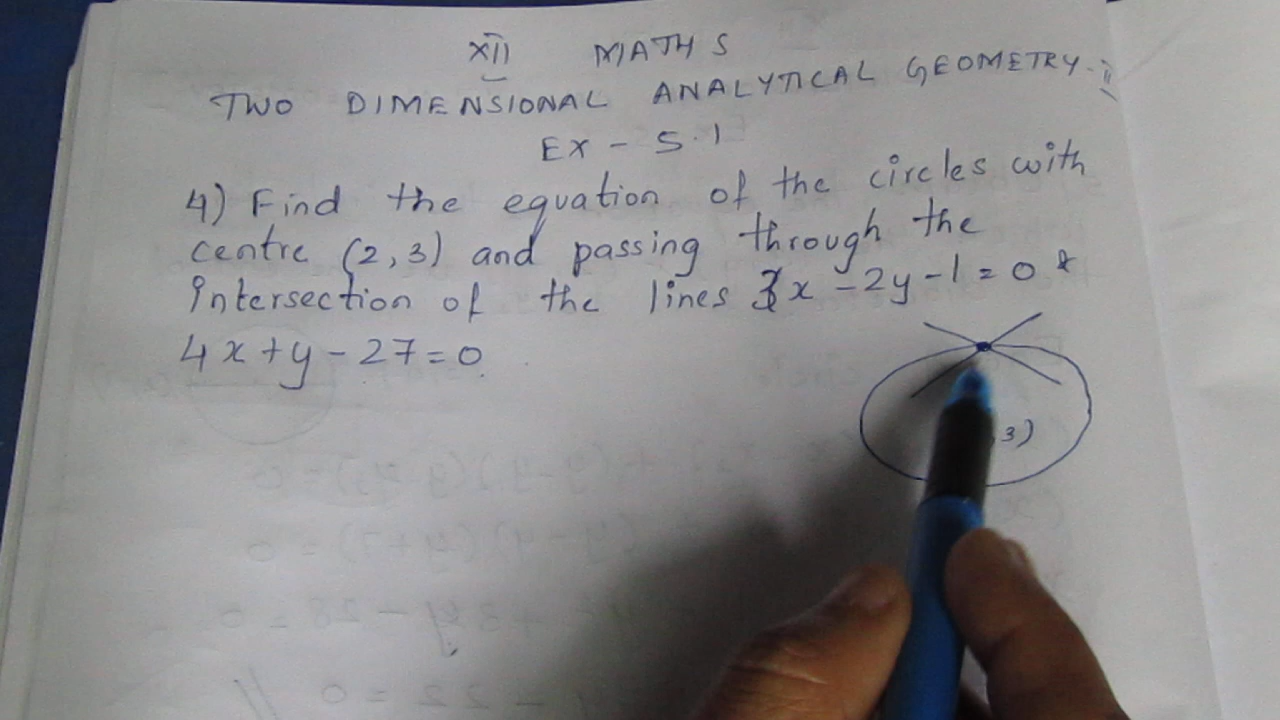 XII MATHS
TWO DIMENSIONAL ANALYTICAL GEOMETRY-II
EX - 5.1
4) Find the equation of the circles with
centre (2,3) and passing through the
intersection of the lines 3x - 2y - 1 = 0 &
4x + y - 27 = 0
3)